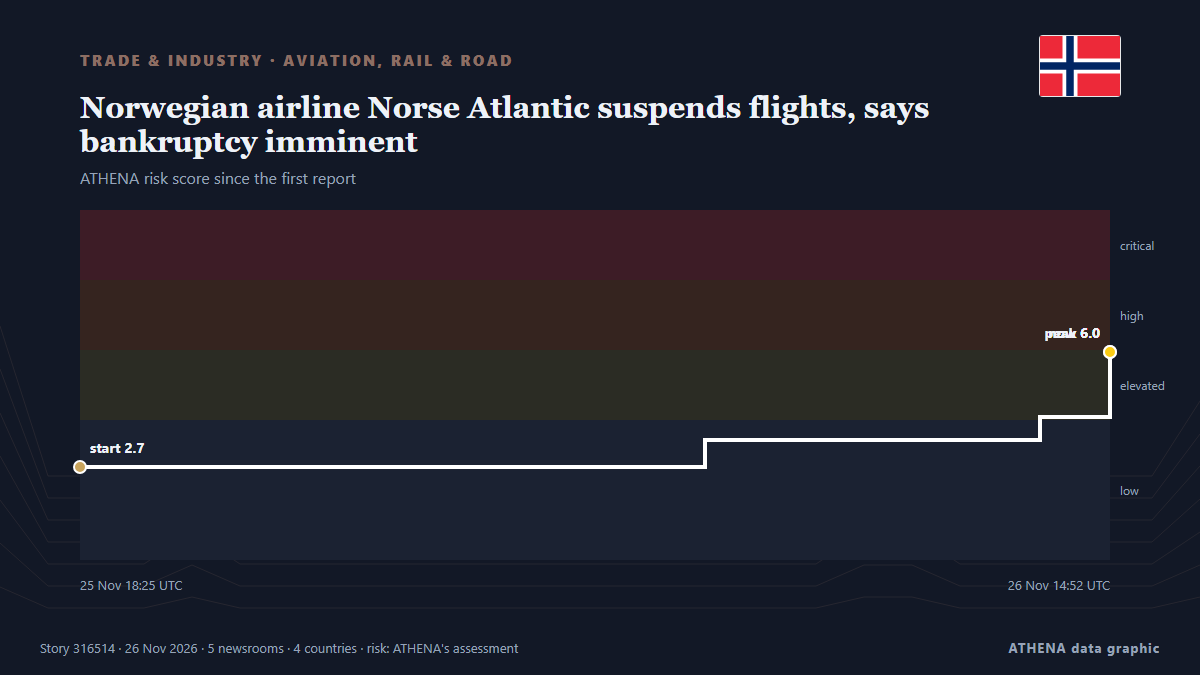 TRADE & INDUSTRY · AVIATION, RAIL & ROAD
Norwegian airline Norse Atlantic suspends flights, says
bankruptcy imminent
ATHENA risk score since the first report
critical
high
peak 6.0
elevated
start 2.7
low
25 Nov 18:25 UTC
26 Nov 14:52 UTC
Story 316514 · 26 Nov 2026 · 5 newsrooms · 4 countries · risk: ATHENA's assessment
ATHENA data graphic